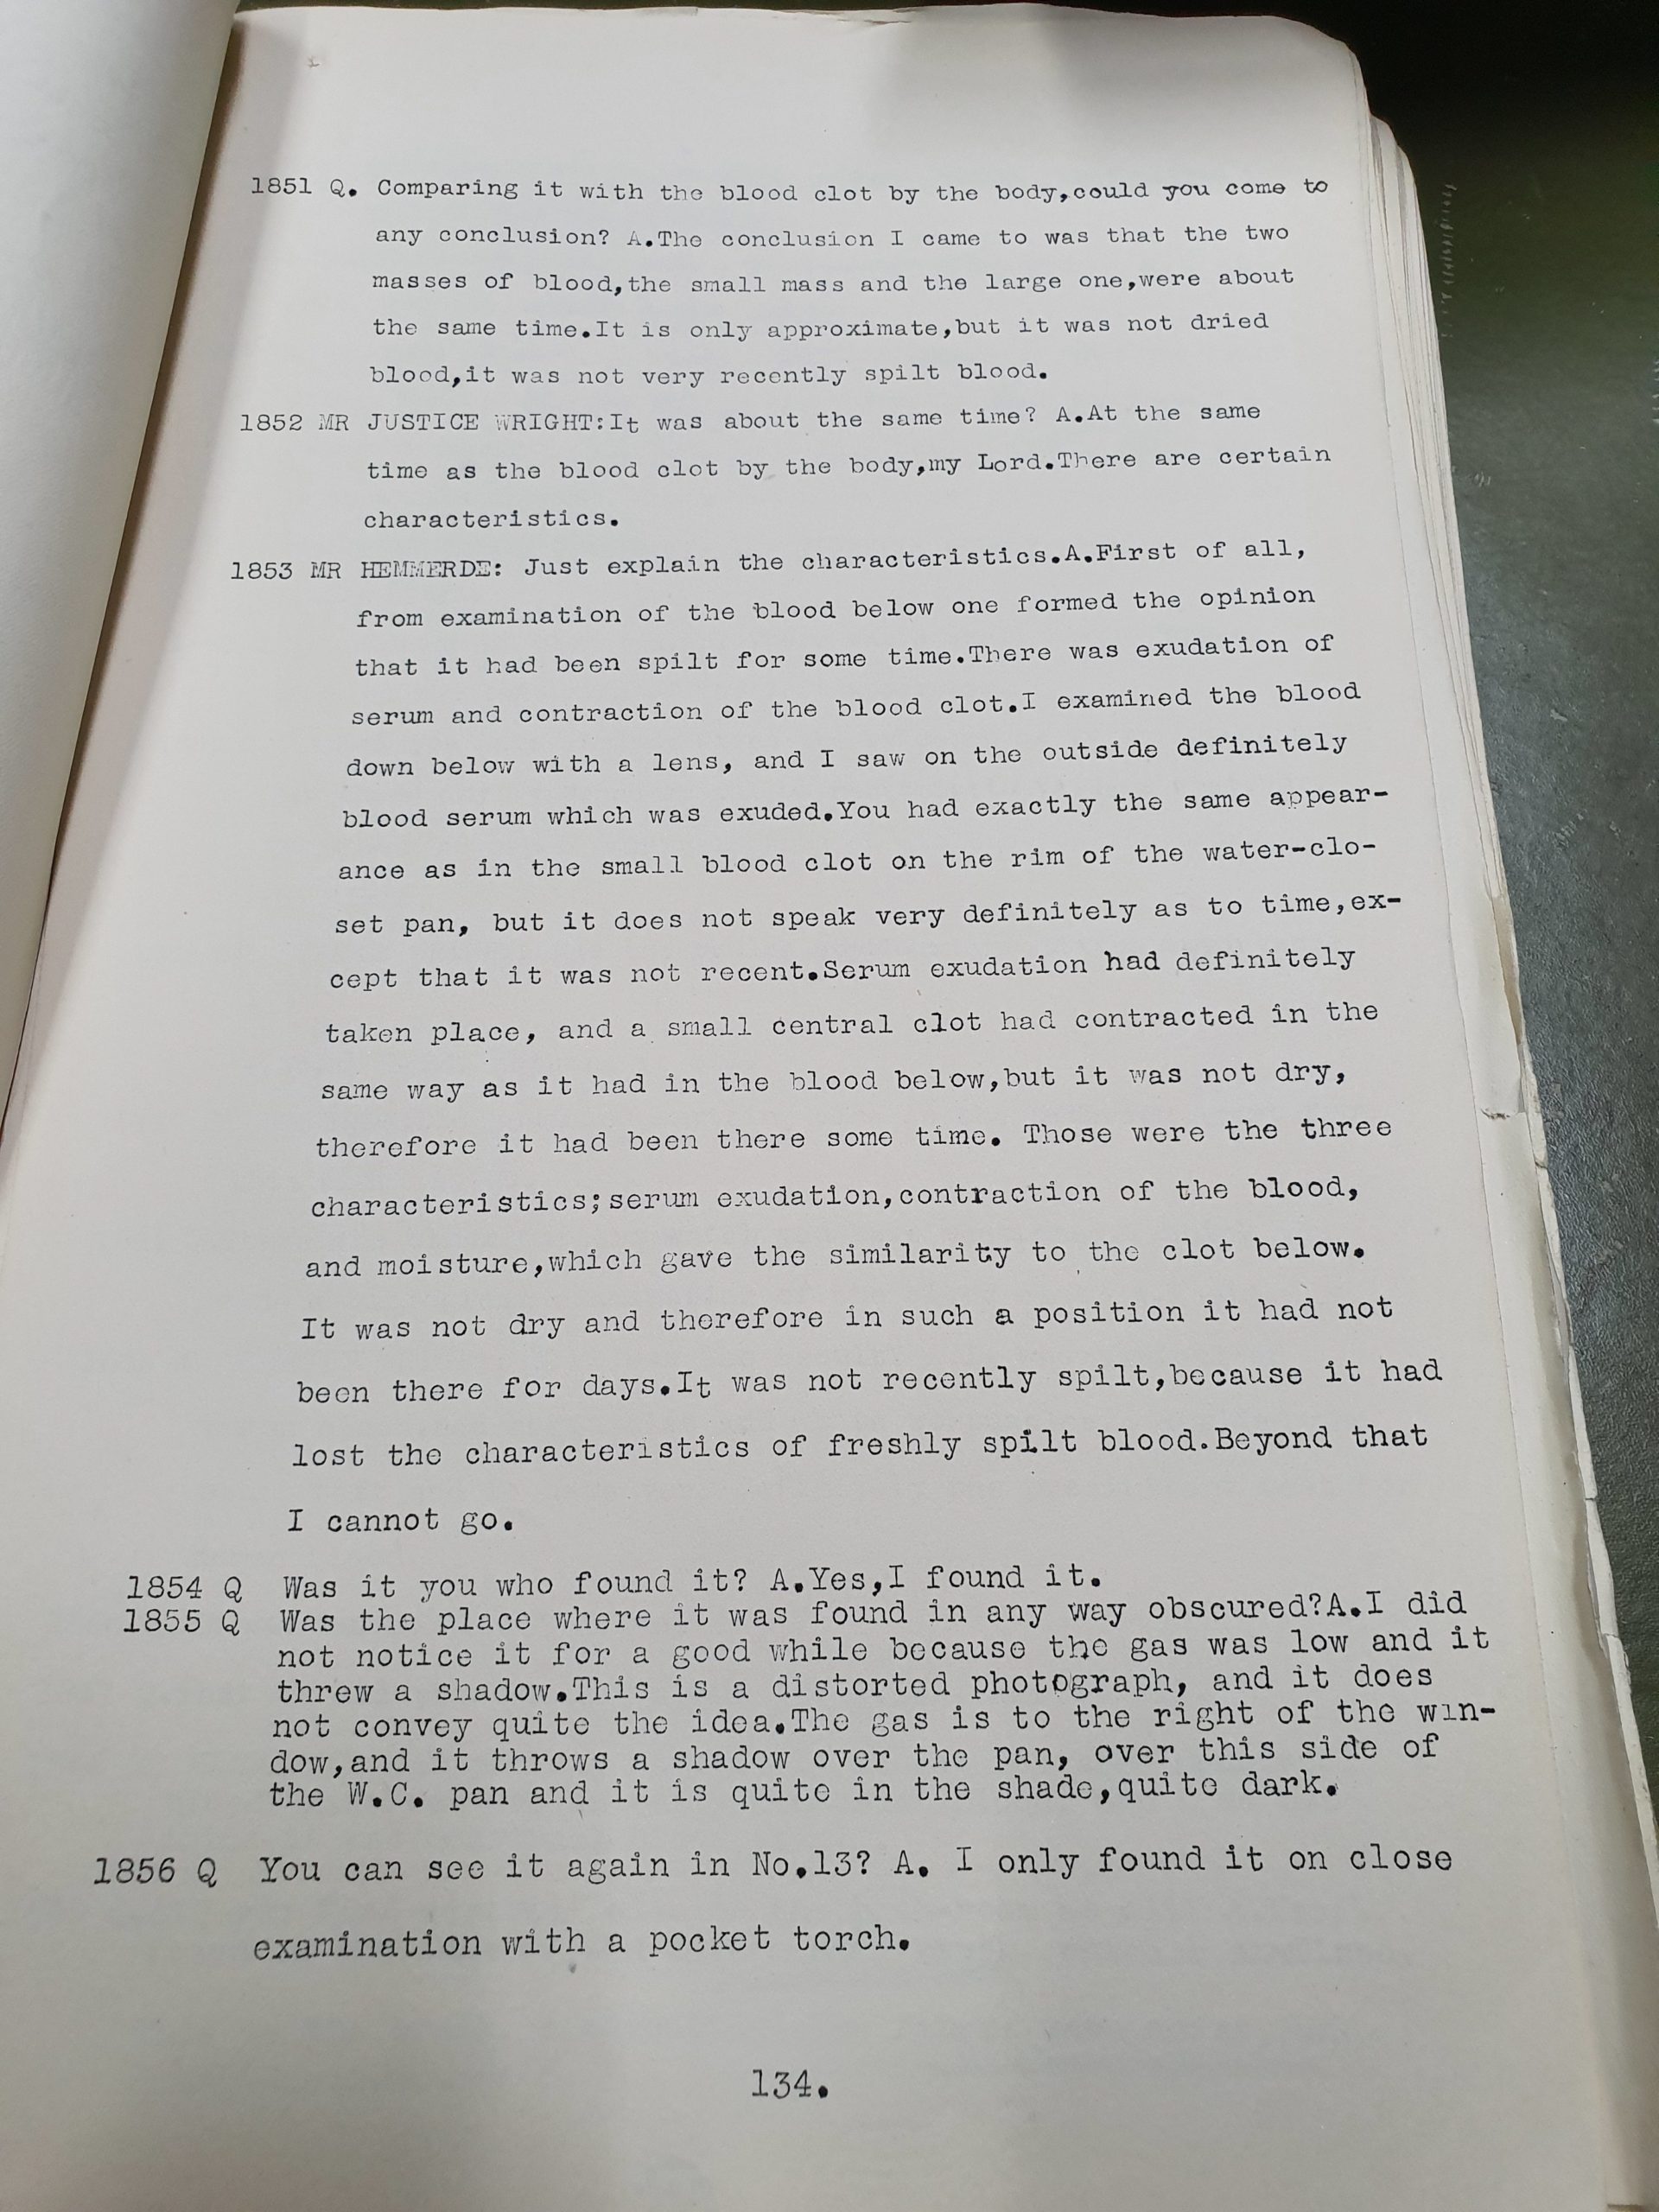 1851 Q. Comparing it with the blood clot by the body,could you come to
any conclusion? A.The conclusion I came to was that the two
masses of blood,the small mass and the large one,were about
the same time.It is only approximate,but it was not dried
blood,it was not very recently spilt blood.
1852 MR JUSTICE WRIGHT:It was about the same time? A.At the same
time as the blood clot by the body,my Lord.There are certain
characteristics.
1853 MR HEMMERDE: Just explain the characteristics.A.First of all,
from examination of the blood below one formed the opinion
that it had been spilt for some time.There was exudation of
serum and contraction of the blood clot.I examined the blood
down below with a lens, and I saw on the outside definitely
blood serum which was exuded.You had exactly the same appear-
ance as in the small blood clot on the rim of the water-clo-
set pan, but it does not speak very definitely as to time,ex-
cept that it was not recent.Serum exudation had definitely
taken place, and a small central clot had contracted in the
same way as it had in the blood below,but it was not dry,
therefore it had been there some time. Those were the three
characteristics;serum exudation,contraction of the blood,
and moisture,which gave the similarity to the clot below.
It was not dry and therefore in such a position it had not
been there for days.It was not recently spilt,because it had
lost the characteristics of freshly spilt blood.Beyond that
I cannot go.
1854 Q Was it you who found it? A.Yes,I found it.
1855 Q Was the place where it was found in any way obscured?A.I did
not notice it for a good while because the gas was low and it
threw a shadow.This is a distorted photograph, and it does
not convey quite the idea.The gas is to the right of the win-
dow,and it throws a shadow over the pan, over this side of
the W.C. pan and it is quite in the shade,quite dark.
1856 Q You can see it again in No.13? A. I only found it on close
examination with a pocket torch.
134.